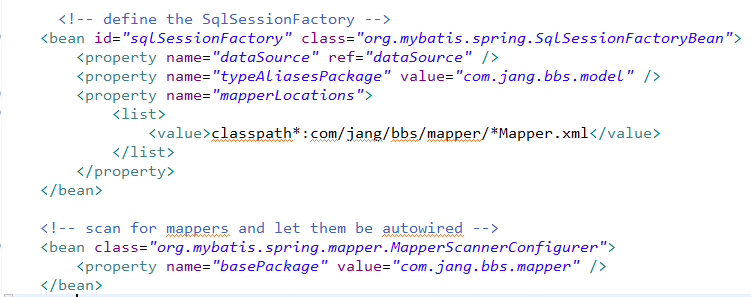 <!-- define the SqlSessionFactory -->
<bean id="sqlSessionFactory" class="org.mybatis.spring.SqlSessionFactoryBean">
<property name="dataSource" ref="dataSource" />
<property name="typeAliasesPackage" value="com.jang.bbs.model" />
<property name="mapperLocations">
<list>
<value>classpath*:com/jang/bbs/mapper/*Mapper.xml</value>
</list>
</property>
</bean>
<!-- scan for mappers and let them be autowired -->
<bean class="org.mybatis.spring.mapper.MapperScannerConfigurer">
<property name="basePackage" value="com.jang.bbs.mapper" />
</bean>